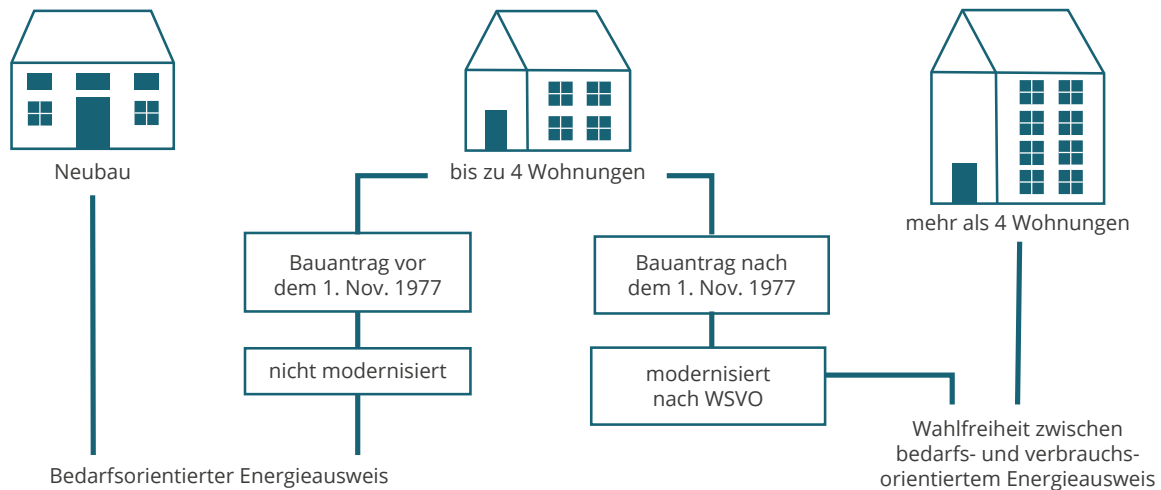 Neubau
bis zu 4 Wohnungen
mehr als 4 Wohnungen
Bauantrag vor
dem 1. Nov. 1977
Bauantrag nach
dem 1. Nov. 1977
nicht modernisiert
modernisiert
nach WSVO
Bedarfsorientierter Energieausweis
Wahlfreiheit zwischen
bedarfs- und verbrauchs-
orientiertem Energieausweis